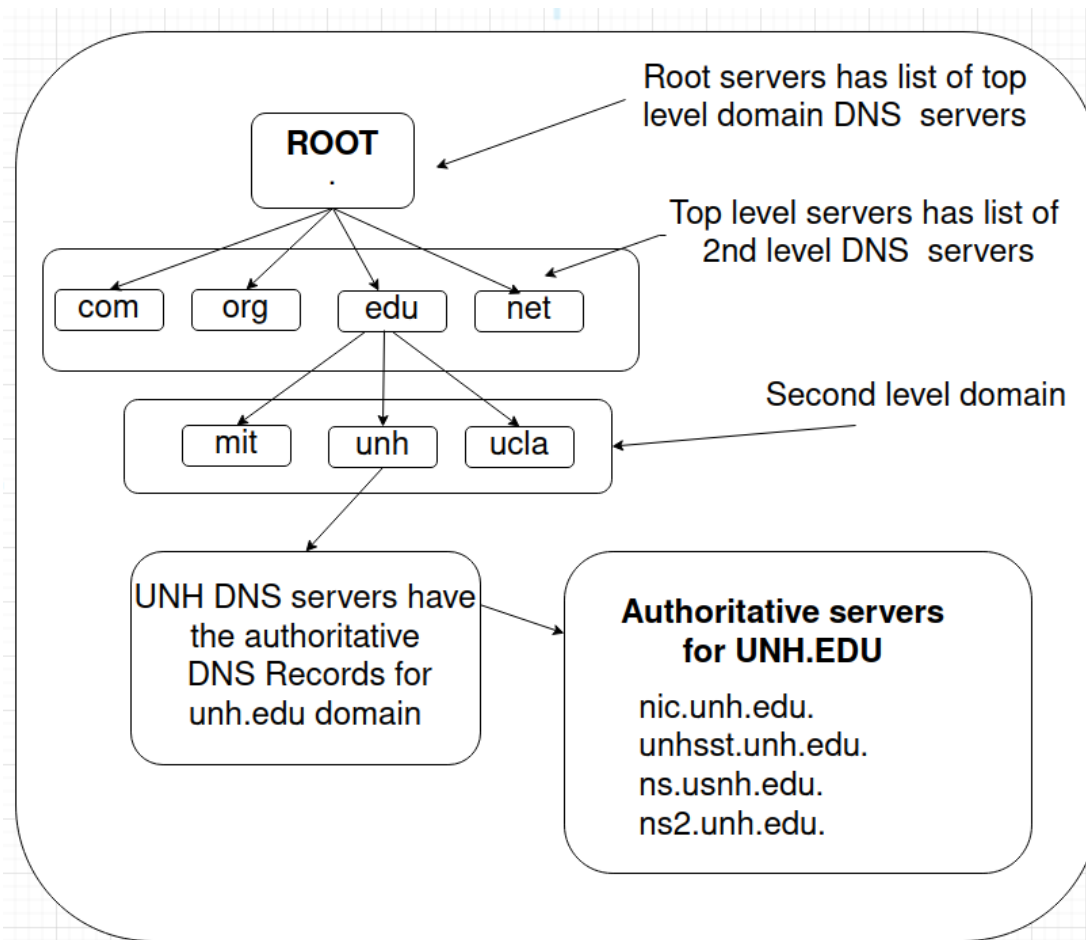 Root servers has list of top
level domain DNS servers
ROOT
.
Top level servers has list of
2nd level DNS servers
com
org
edu
net
Second level domain
mit
unh
ucla
UNH DNS servers have
the authoritative
DNS Records for
unh.edu domain
Authoritative servers
for UNH.EDU
nic.unh.edu.
unhsst.unh.edu.
ns.usnh.edu.
ns2.unh.edu.